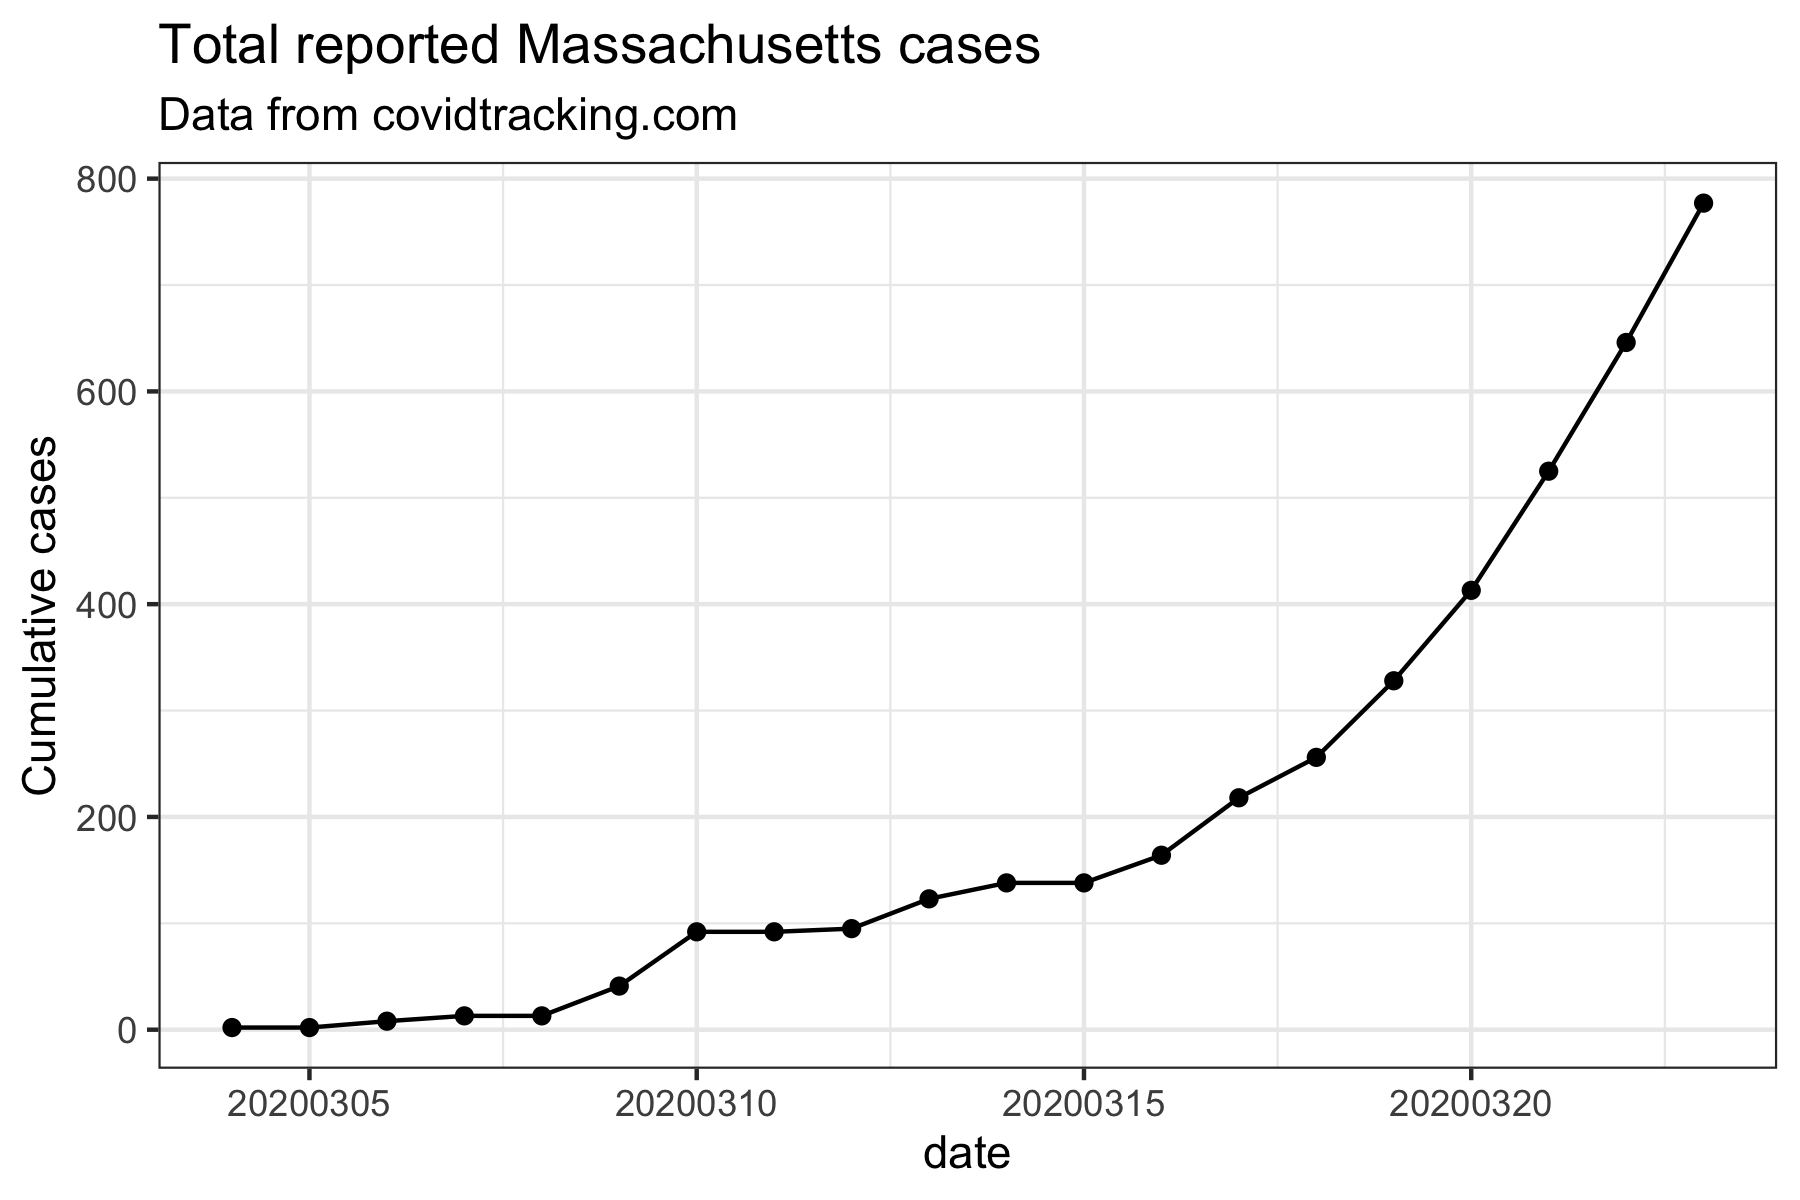 Total reported Massachusetts cases
Data from covidtracking.com
800
600
400
200
0
Cumulative cases
20200305 20200310 20200315 20200320
date